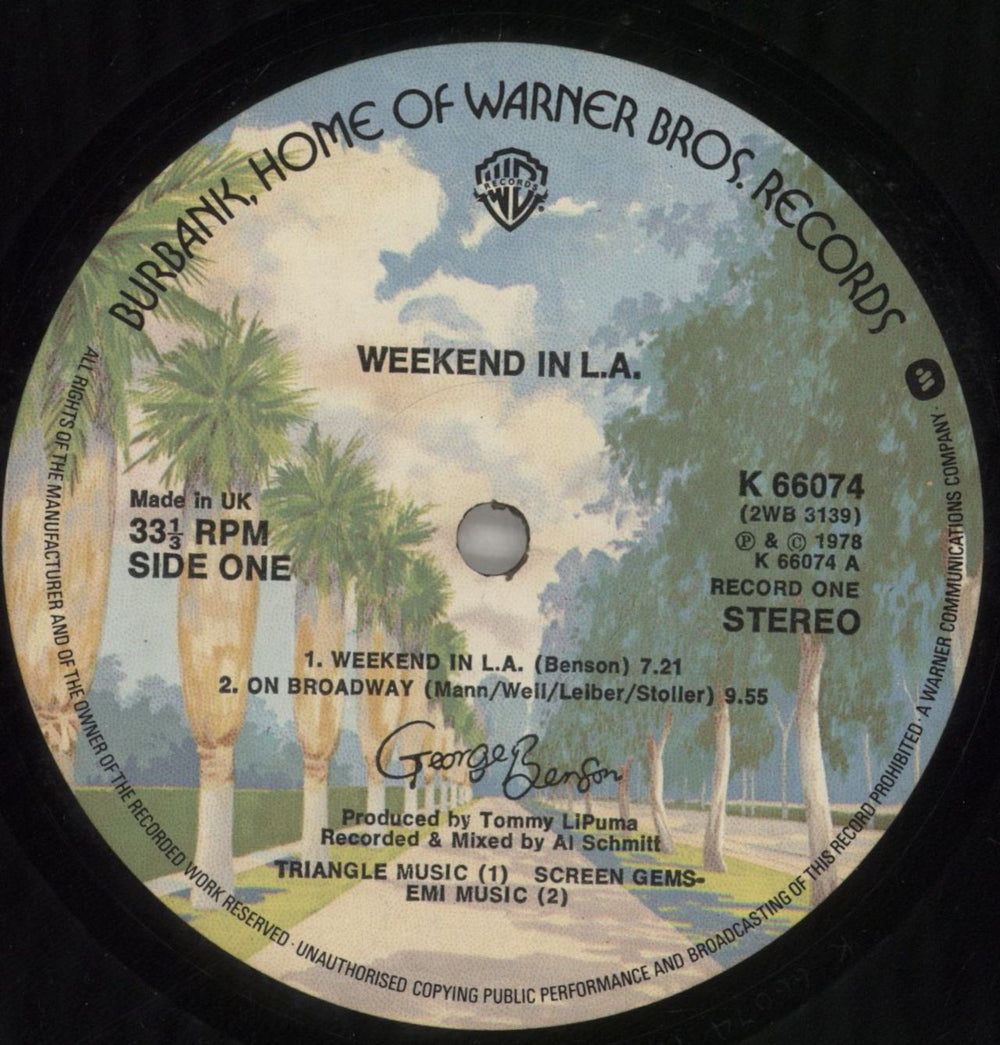 BURBANK, HOME OF WARNER BROS. RECORDS
RECORDS
WEEKEND IN L.A.
Made in UK
33⅓ RPM
SIDE ONE
K 66074
(2WB 3139)
Ⓟ & © 1978
K 66074 A
RECORD ONE
STEREO
1. WEEKEND IN L.A. (Benson) 7.21
2. ON BROADWAY (Mann/Weil/Leiber/Stoller) 9.55
George Benson
Produced by Tommy LiPuma
Recorded & Mixed by Al Schmitt
TRIANGLE MUSIC (1) SCREEN GEMS-
EMI MUSIC (2)
ALL RIGHTS OF THE MANUFACTURER AND OF THE OWNER OF THE RECORDED WORK RESERVED · UNAUTHORISED COPYING PUBLIC PERFORMANCE AND BROADCASTING OF THIS RECORD PROHIBITED · A WARNER COMMUNICATIONS COMPANY ·